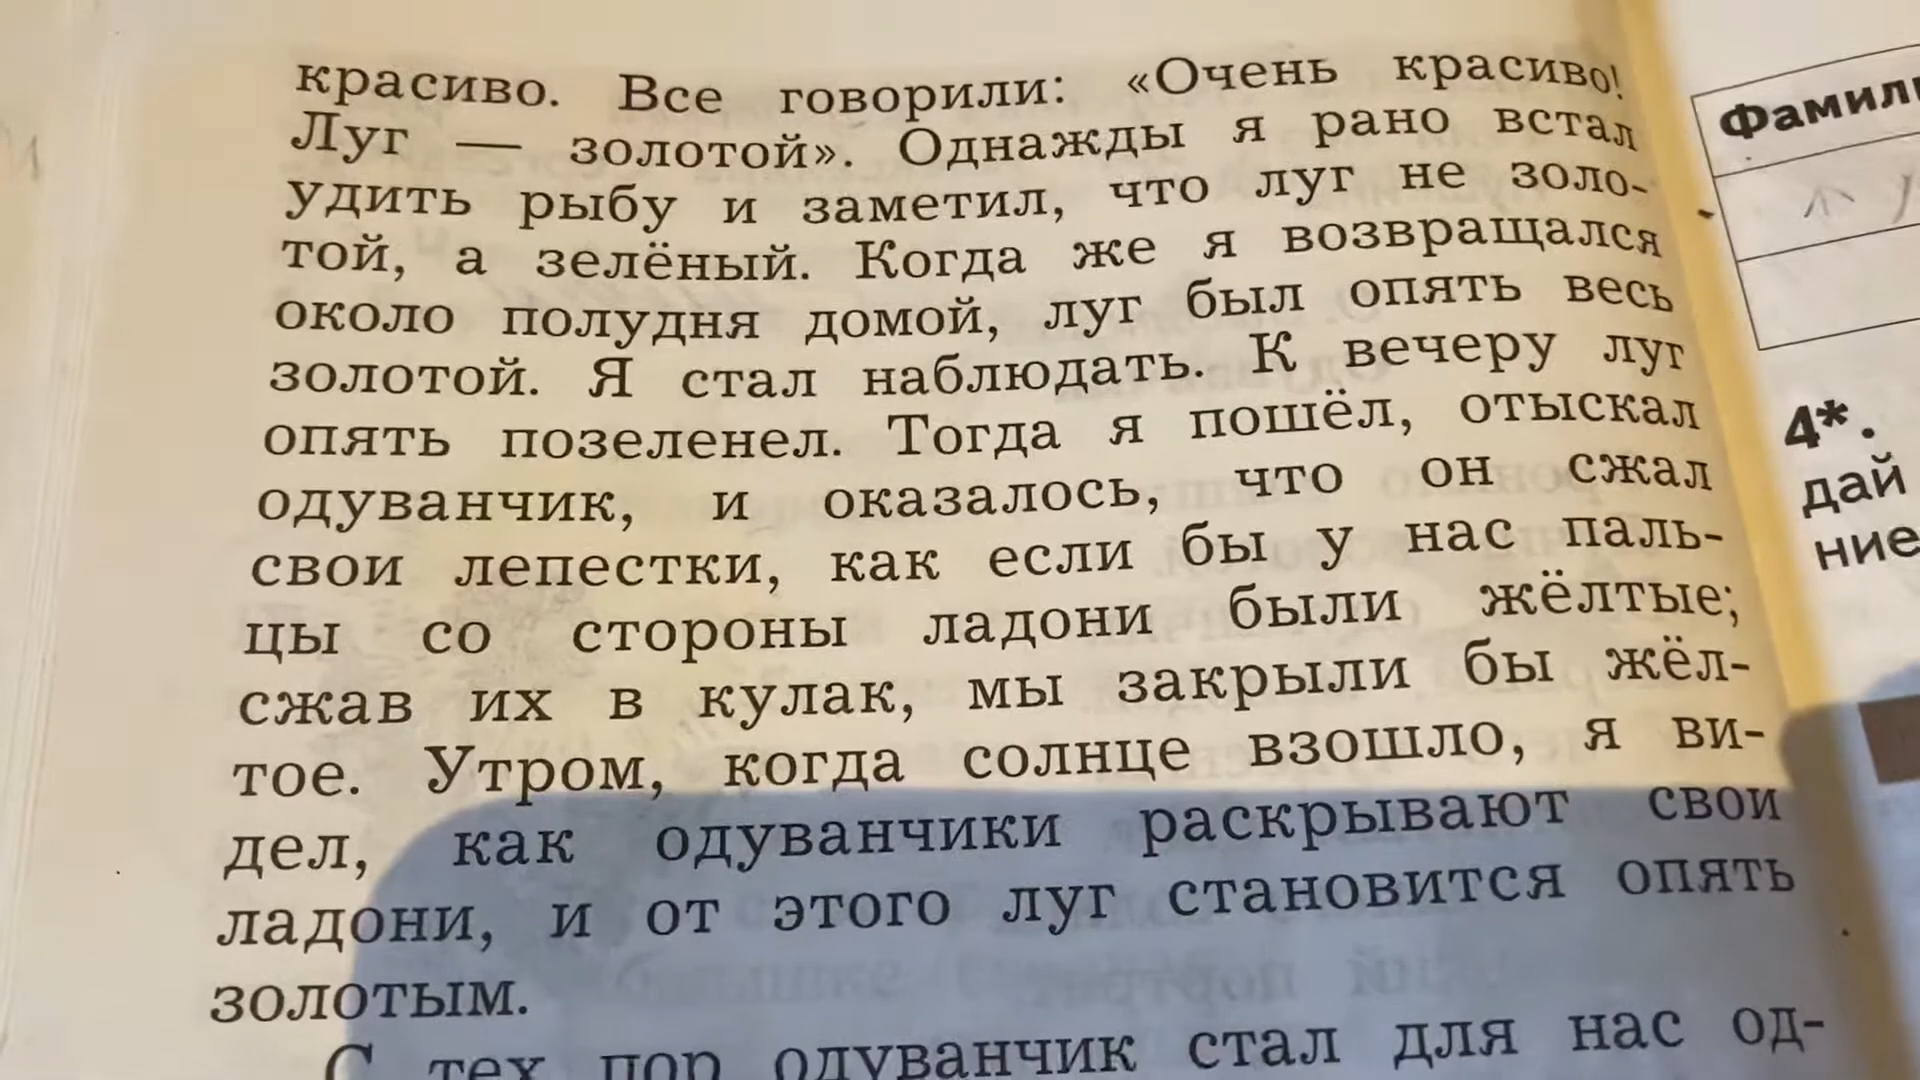 красиво. Все говорили: «Очень красиво!
Луг — золотой». Однажды я рано встал
удить рыбу и заметил, что луг не золо-
той, а зелёный. Когда же я возвращался
около полудня домой, луг был опять весь
золотой. Я стал наблюдать. К вечеру луг
опять позеленел. Тогда я пошёл, отыскал
одуванчик, и оказалось, что он сжал
свои лепестки, как если бы у нас паль-
цы со стороны ладони были жёлтые;
сжав их в кулак, мы закрыли бы жёл-
тое. Утром, когда солнце взошло, я ви-
дел, как одуванчики раскрывают свои
ладони, и от этого луг становится опять
золотым.
С тех пор одуванчик стал для нас од-
4*.
дай
ние